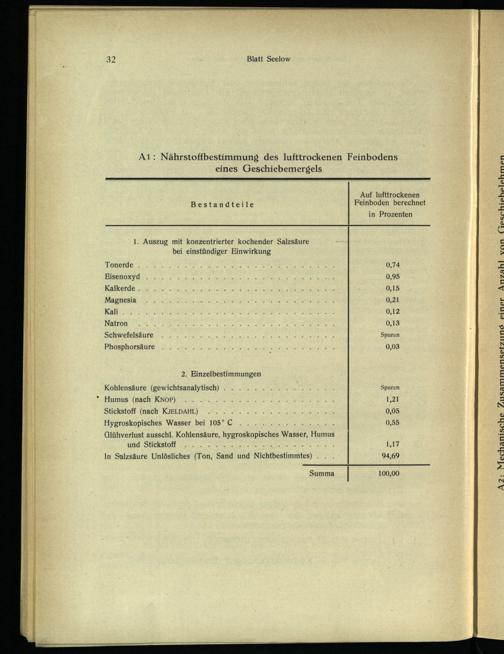 32
Blatt Seelow
A1: Nährstoffbestimmung des lufttrockenen Feinbodens
eines Geschiebemergels
Bestandteile
Auf lufttrockenen
Feinboden berechnet
in Prozenten
1. Auszug mit konzentrierter kochender Salzsäure
bei einstündiger Einwirkung
Tonerde . . . . . . . . . . 0,74
Eisenoxyd . . . . . . . . . . 0,95
Kalkerde . . . . . . . . . . 0,15
Magnesia . . . . . . . . . . 0,21
Kali . . . . . . . . . . 0,12
Natron . . . . . . . . . . 0,13
Schwefelsäure . . . . . . . . . . Spuren
Phosphorsäure . . . . . . . . . . 0,03
2. Einzelbestimmungen
Kohlensäure (gewichtsanalytisch) . . . . . . . . . . Spuren
Humus (nach KNOP) . . . . . . . . . . 1,21
Stickstoff (nach KJELDAHL) . . . . . . . . . . 0,05
Hygroskopisches Wasser bei 105° C . . . . . . . . . . 0,55
Glühverlust ausschl. Kohlensäure, hygroskopisches Wasser, Humus
und Stickstoff . . . . . . . . . . 1,17
In Salzsäure Unlösliches (Ton, Sand und Nichtbestimmtes) . . . 94,69
Summa 100,00
A2: Mechanische Zusammensetzung einer Anzahl von Geschiebelehmen